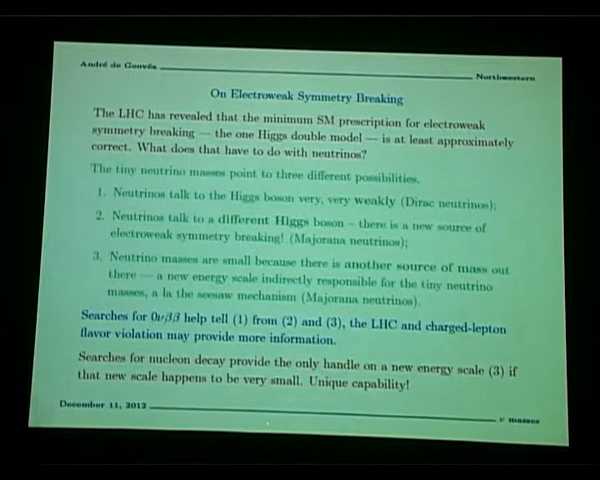 André de Gouvêa
Northwestern
On Electroweak Symmetry Breaking
The LHC has revealed that the minimum SM prescription for electroweak
symmetry breaking — the one Higgs double model — is at least approximately
correct. What does that have to do with neutrinos?
The tiny neutrino masses point to three different possibilities.
1. Neutrinos talk to the Higgs boson very, very weakly (Dirac neutrinos);
2. Neutrinos talk to a different Higgs boson – there is a new source of
electroweak symmetry breaking! (Majorana neutrinos);
3. Neutrino masses are small because there is another source of mass out
there — a new energy scale indirectly responsible for the tiny neutrino
masses, a la the seesaw mechanism (Majorana neutrinos).
Searches for 0νββ help tell (1) from (2) and (3), the LHC and charged-lepton
flavor violation may provide more information.
Searches for nucleon decay provide the only handle on a new energy scale (3) if
that new scale happens to be very small. Unique capability!
December 11, 2012
ν masses